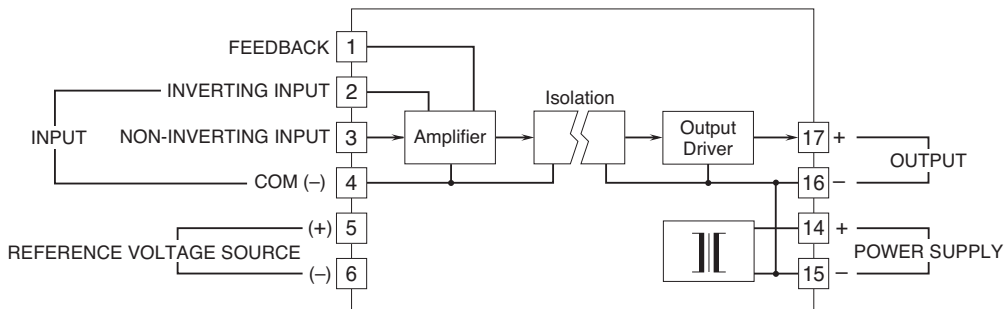 FEEDBACK 1
INVERTING INPUT 2
Isolation
INPUT
NON-INVERTING INPUT 3
Amplifier
Output
Driver
17 +
OUTPUT
COM (–) 4
16 –
(+) 5
14 +
REFERENCE VOLTAGE SOURCE
POWER SUPPLY
(–) 6
15 –